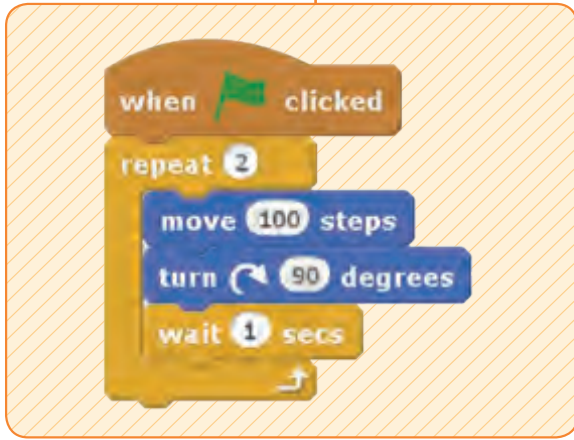 when clicked
repeat 2
move 100 steps
turn 90 degrees
wait 1 secs